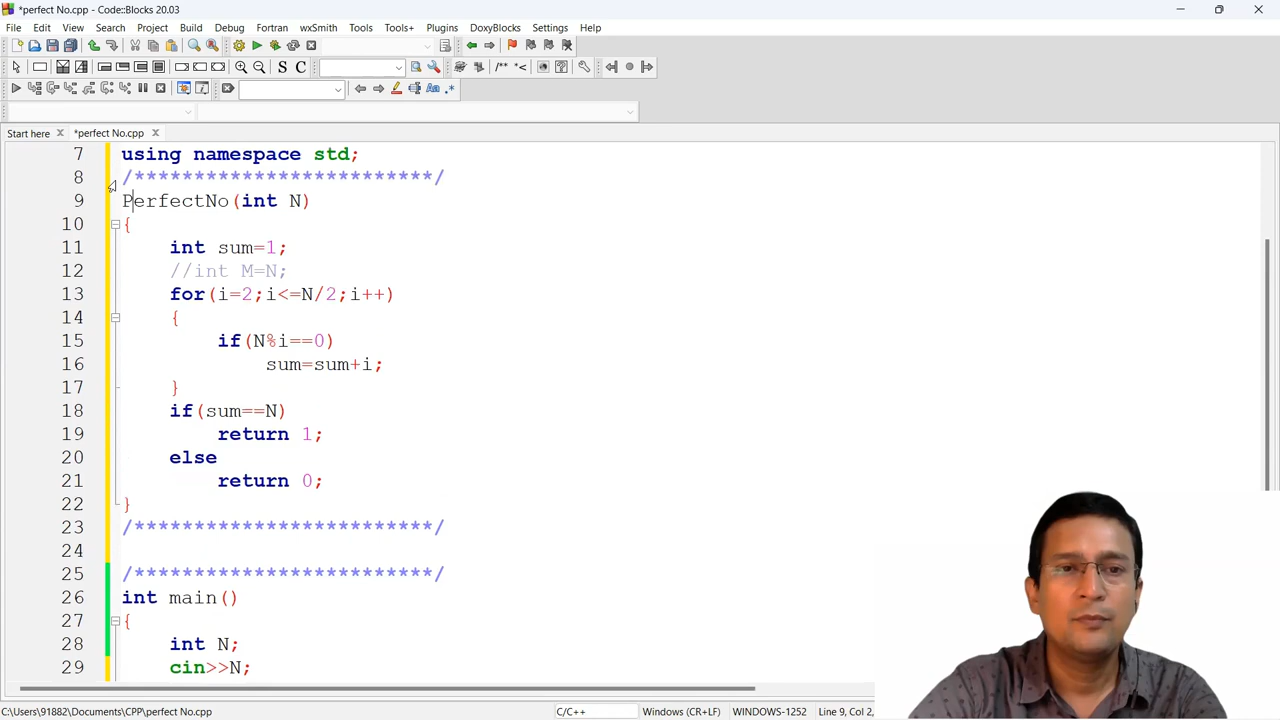 *perfect No.cpp - Code::Blocks 20.03
File Edit View Search Project Build Debug Fortran wxSmith Tools Tools+ Plugins DoxyBlocks Settings Help
S C /** *<
Aa .*
Start here *perfect No.cpp
7 using namespace std;
8 /*************************/
9 PerfectNo(int N)
10 {
11 int sum=1;
12 //int M=N;
13 for(i=2;i<=N/2;i++)
14 {
15 if(N%i==0)
16 sum=sum+i;
17 }
18 if(sum==N)
19 return 1;
20 else
21 return 0;
22 }
23 /*************************/
24
25 /*************************/
26 int main()
27 {
28 int N;
29 cin>>N;
C:\Users\91882\Documents\CPP\perfect No.cpp C/C++ Windows (CR+LF) WINDOWS-1252 Line 9, Col 2,